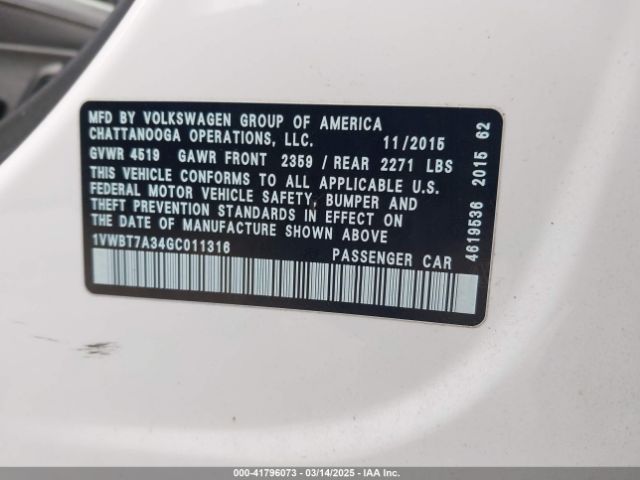 MFD BY VOLKSWAGEN GROUP OF AMERICA
CHATTANOOGA OPERATIONS, LLC. 11/2015
GVWR 4519 GAWR FRONT 2359 / REAR 2271 LBS
THIS VEHICLE CONFORMS TO ALL APPLICABLE U.S.
FEDERAL MOTOR VEHICLE SAFETY, BUMPER AND
THEFT PREVENTION STANDARDS IN EFFECT ON
THE DATE OF MANUFACTURE SHOWN ABOVE
1VWBT7A34GC011316 PASSENGER CAR
4619536 2015 62
000-41796073 - 03/14/2025 - IAA Inc.